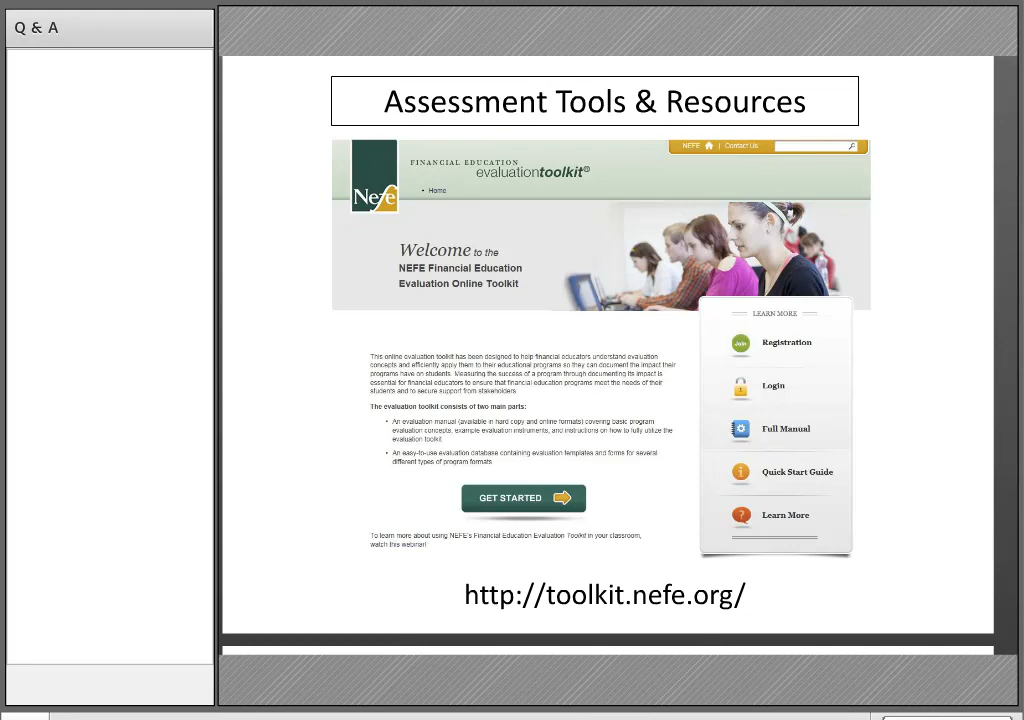 Q & A
Assessment Tools & Resources
NEFE | Contact Us
FINANCIAL EDUCATION
evaluationtoolkit®
Nefe
• Home
Welcome to the
NEFE Financial Education
Evaluation Online Toolkit
LEARN MORE
Join
Registration
Login
Full Manual
Quick Start Guide
Learn More
This online evaluation toolkit has been designed to help financial educators understand evaluation
concepts and efficiently apply them to their educational programs so they can document the impact their
programs have on students. Measuring the success of a program through documenting its impact is
essential for financial educators to ensure that financial education programs meet the needs of their
students and to secure support from stakeholders
The evaluation toolkit consists of two main parts:
• An evaluation manual (available in hard copy and online formats) covering basic program
evaluation concepts, example evaluation instruments, and instructions on how to fully utilize the
evaluation toolkit
• An easy-to-use evaluation database containing evaluation templates and forms for several
different types of program formats
GET STARTED
To learn more about using NEFE's Financial Education Evaluation Toolkit in your classroom,
watch this webinar!
http://toolkit.nefe.org/